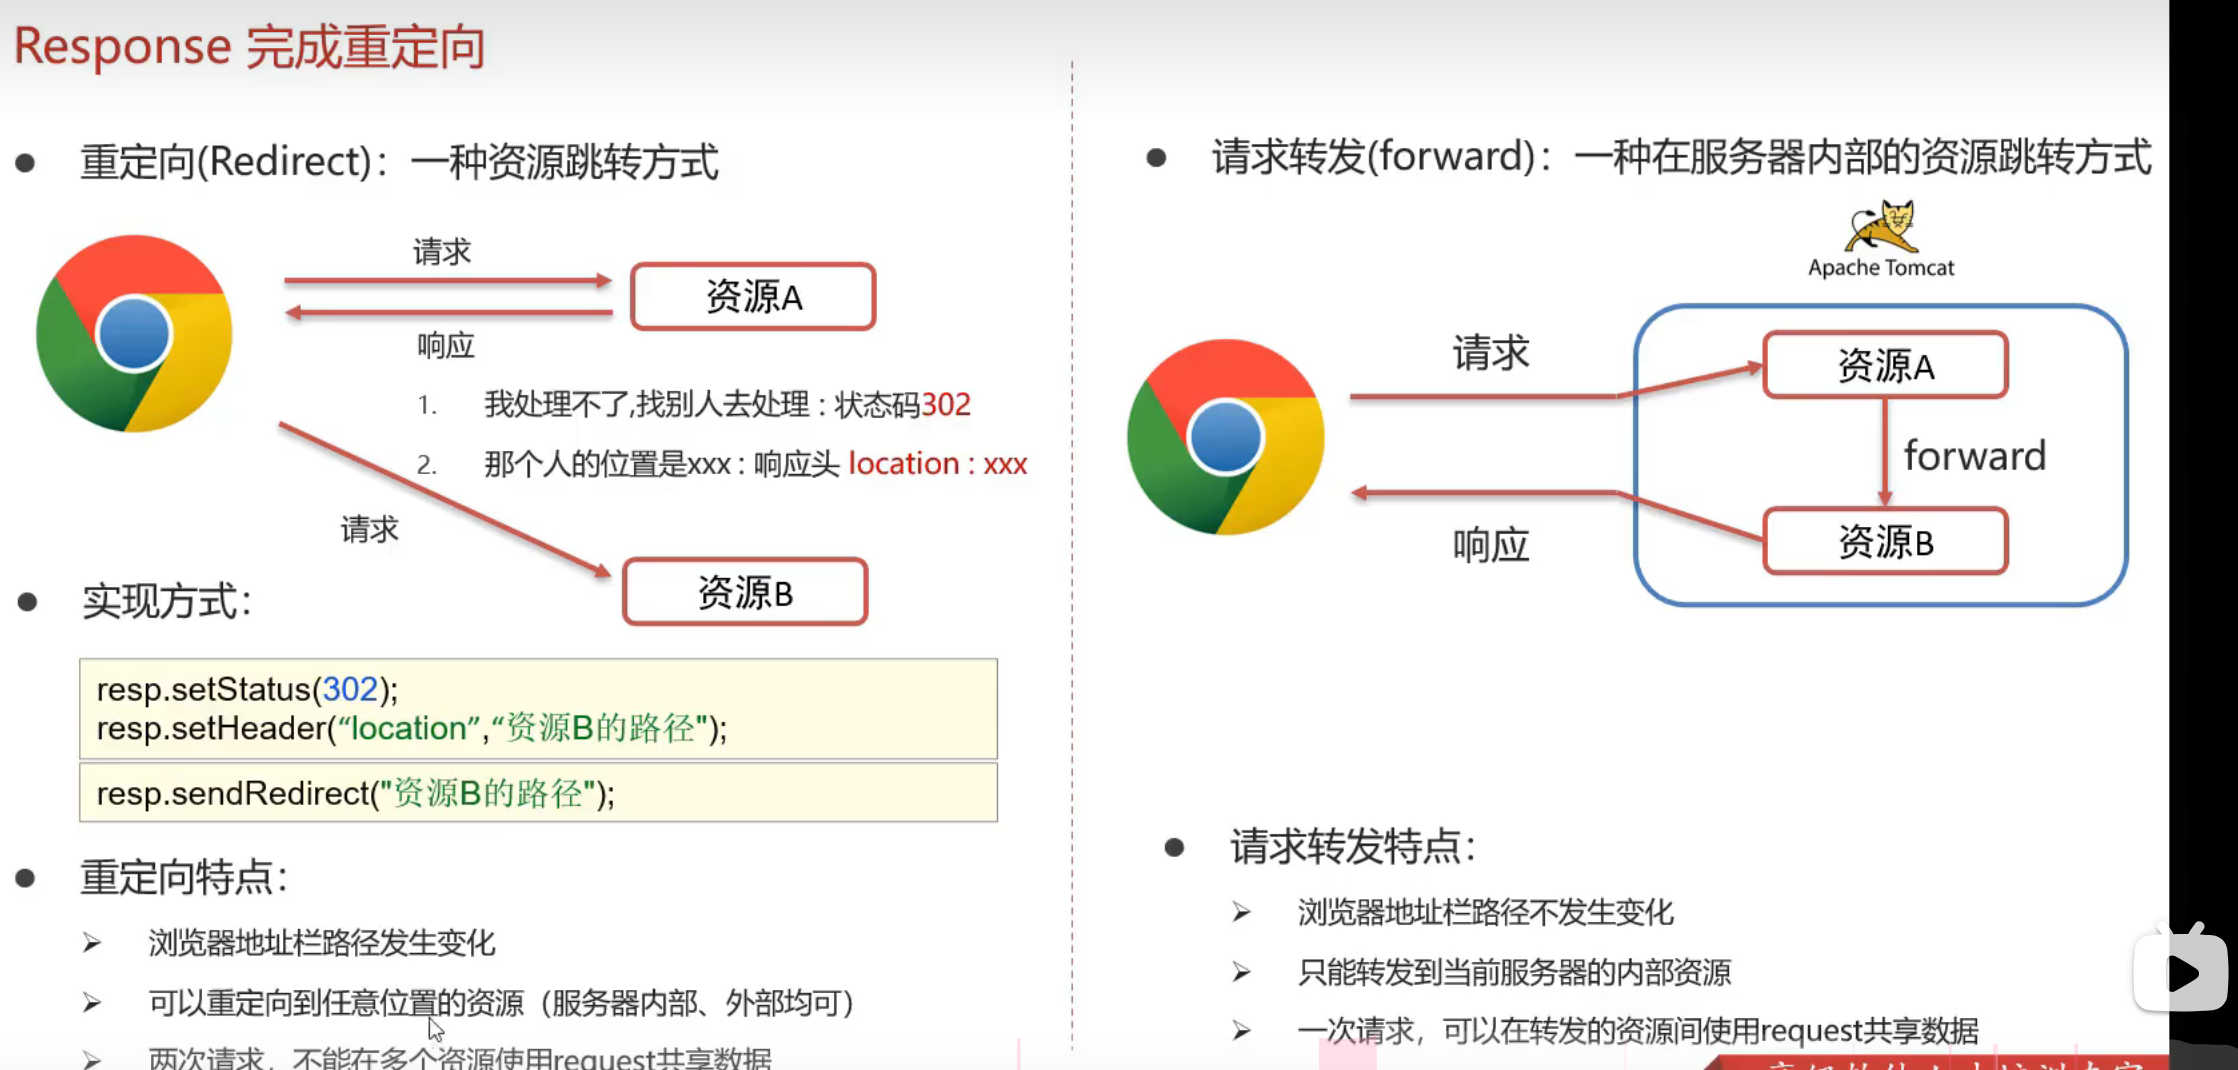 Response 完成重定向
重定向(Redirect)：一种资源跳转方式
请求
资源A
响应
1. 我处理不了,找别人去处理 : 状态码302
2. 那个人的位置是xxx : 响应头 location : xxx
请求
资源B
实现方式：
resp.setStatus(302);
resp.setHeader(“location”,“资源B的路径");
resp.sendRedirect("资源B的路径");
重定向特点：
浏览器地址栏路径发生变化
可以重定向到任意位置的资源（服务器内部、外部均可）
两次请求，不能在多个资源使用request共享数据
请求转发(forward)：一种在服务器内部的资源跳转方式
Apache Tomcat
请求
资源A
forward
响应
资源B
请求转发特点：
浏览器地址栏路径不发生变化
只能转发到当前服务器的内部资源
一次请求，可以在转发的资源间使用request共享数据